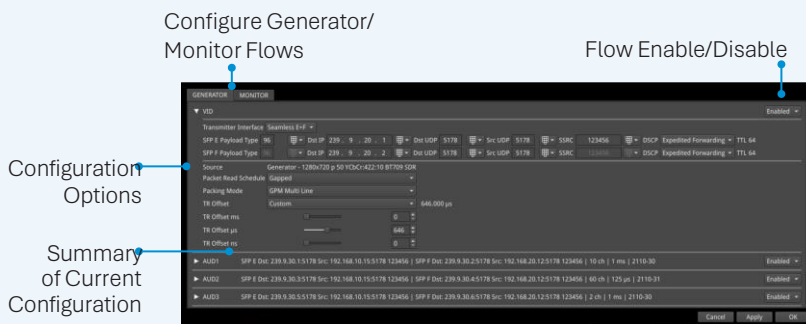 Configure Generator/
Monitor Flows
Flow Enable/Disable
GENERATOR MONITOR
VID Enabled
Transmitter Interface Seamless E+F
SFP E Payload Type 96 Dst IP 239 . 9 . 20 . 1 Dst UDP 5178 Src UDP 5178 SSRC 123456 DSCP Expedited Forwarding TTL 64
SFP F Payload Type 96 Dst IP 239 . 9 . 20 . 2 Dst UDP 5178 Src UDP 5178 SSRC 123456 DSCP Expedited Forwarding TTL 64
Configuration
Options
Source Generator - 1280x720 p 50 YCbCr:422:10 BT709 SDR
Packet Read Schedule Gapped
Packing Mode GPM Multi Line
TR Offset Custom 646.000 µs
TR Offset ms 0
TR Offset µs 646
TR Offset ns 0
Summary
of Current
Configuration
AUD1 SFP E Dst: 239.9.30.1:5178 Src: 192.168.10.15:5178 123456 | SFP F Dst: 239.9.30.2:5178 Src: 192.168.20.12:5178 123456 | 10 ch | 1 ms | 2110-30 Enabled
AUD2 SFP E Dst: 239.9.30.3:5178 Src: 192.168.10.15:5178 123456 | SFP F Dst: 239.9.30.4:5178 Src: 192.168.20.12:5178 123456 | 60 ch | 125 µs | 2110-31 Enabled
AUD3 SFP E Dst: 239.9.30.5:5178 Src: 192.168.10.15:5178 123456 | SFP F Dst: 239.9.30.6:5178 Src: 192.168.20.12:5178 123456 | 2 ch | 1 ms | 2110-30 Enabled
Cancel Apply OK